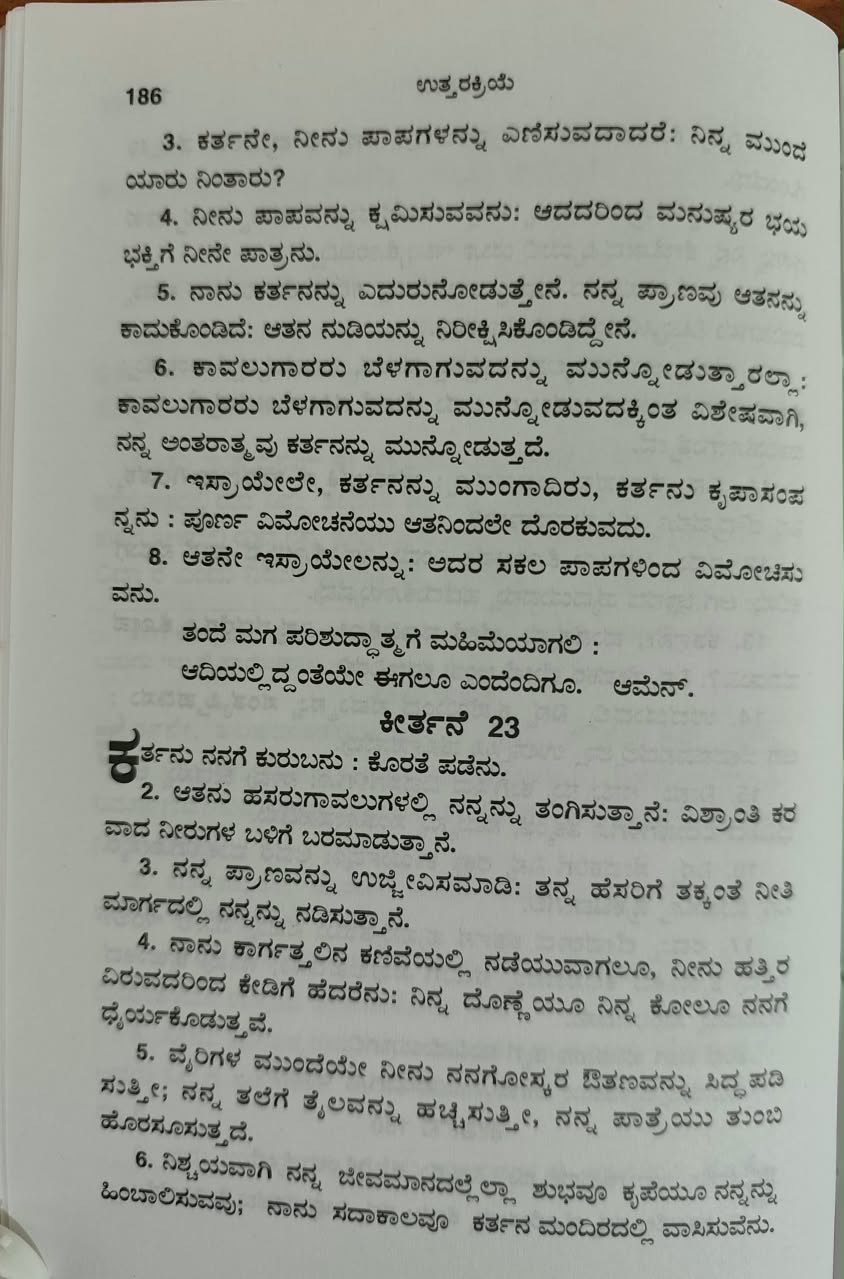 186
ಉತ್ತರಕ್ರಿಯೆ
3. ಕರ್ತನೇ, ನೀನು ಪಾಪಗಳನ್ನು ಎಣಿಸುವದಾದರೆ: ನಿನ್ನ ಮುಂದೆ
ಯಾರು ನಿಂತಾರು?
4. ನೀನು ಪಾಪವನ್ನು ಕ್ಷಮಿಸುವವನು: ಆದದರಿಂದ ಮನುಷ್ಯರ ಭಯ
ಭಕ್ತಿಗೆ ನೀನೇ ಪಾತ್ರನು.
5. ನಾನು ಕರ್ತನನ್ನು ಎದುರುನೋಡುತ್ತೇನೆ. ನನ್ನ ಪ್ರಾಣವು ಆತನನ್ನು
ಕಾದುಕೊಂಡಿದೆ: ಆತನ ನುಡಿಯನ್ನು ನಿರೀಕ್ಷಿಸಿಕೊಂಡಿದ್ದೇನೆ.
6. ಕಾವಲುಗಾರರು ಬೆಳಗಾಗುವದನ್ನು ಮುನ್ನೋಡುತ್ತಾರಲ್ಲಾ:
ಕಾವಲುಗಾರರು ಬೆಳಗಾಗುವದನ್ನು ಮುನ್ನೋಡುವದಕ್ಕಿಂತ ವಿಶೇಷವಾಗಿ,
ನನ್ನ ಅಂತರಾತ್ಮವು ಕರ್ತನನ್ನು ಮುನ್ನೋಡುತ್ತದೆ.
7. ಇಸ್ರಾಯೇಲೇ, ಕರ್ತನನ್ನು ಮುಂಗಾದಿರು, ಕರ್ತನು ಕೃಪಾಸಂಪ
ನ್ನನು : ಪೂರ್ಣ ವಿಮೋಚನೆಯು ಆತನಿಂದಲೇ ದೊರಕುವದು.
8. ಆತನೇ ಇಸ್ರಾಯೇಲನ್ನು: ಅದರ ಸಕಲ ಪಾಪಗಳಿಂದ ವಿಮೋಚಿಸು
ವನು.
ತಂದೆ ಮಗ ಪರಿಶುದ್ಧಾತ್ಮಗೆ ಮಹಿಮೆಯಾಗಲಿ :
ಆದಿಯಲ್ಲಿದ್ದಂತೆಯೇ ಈಗಲೂ ಎಂದೆಂದಿಗೂ. ಆಮೆನ್.
ಕೀರ್ತನೆ 23
ಕರ್ತನು ನನಗೆ ಕುರುಬನು : ಕೊರತೆ ಪಡೆನು.
2. ಆತನು ಹಸರುಗಾವಲುಗಳಲ್ಲಿ ನನ್ನನ್ನು ತಂಗಿಸುತ್ತಾನೆ: ವಿಶ್ರಾಂತಿ ಕರ
ವಾದ ನೀರುಗಳ ಬಳಿಗೆ ಬರಮಾಡುತ್ತಾನೆ.
3. ನನ್ನ ಪ್ರಾಣವನ್ನು ಉಜ್ಜೀವಿಸಮಾಡಿ: ತನ್ನ ಹೆಸರಿಗೆ ತಕ್ಕಂತೆ ನೀತಿ
ಮಾರ್ಗದಲ್ಲಿ ನನ್ನನ್ನು ನಡಿಸುತ್ತಾನೆ.
4. ನಾನು ಕಾರ್ಗತ್ತಲಿನ ಕಣಿವೆಯಲ್ಲಿ ನಡೆಯುವಾಗಲೂ, ನೀನು ಹತ್ತಿರ
ವಿರುವದರಿಂದ ಕೇಡಿಗೆ ಹೆದರೆನು: ನಿನ್ನ ದೊಣ್ಣೆಯೂ ನಿನ್ನ ಕೋಲೂ ನನಗೆ
ಧೈರ್ಯಕೊಡುತ್ತವೆ.
5. ವೈರಿಗಳ ಮುಂದೆಯೇ ನೀನು ನನಗೋಸ್ಕರ ಔತಣವನ್ನು ಸಿದ್ಧಪಡಿ
ಸುತ್ತೀ; ನನ್ನ ತಲೆಗೆ ತೈಲವನ್ನು ಹಚ್ಚಿಸುತ್ತೀ, ನನ್ನ ಪಾತ್ರೆಯು ತುಂಬಿ
ಹೊರಸೂಸುತ್ತದೆ.
6. ನಿಶ್ಚಯವಾಗಿ ನನ್ನ ಜೀವಮಾನದಲ್ಲೆಲ್ಲಾ ಶುಭವೂ ಕೃಪೆಯೂ ನನ್ನನ್ನು
ಹಿಂಬಾಲಿಸುವವು; ನಾನು ಸದಾಕಾಲವೂ ಕರ್ತನ ಮಂದಿರದಲ್ಲಿ ವಾಸಿಸುವೆನು.